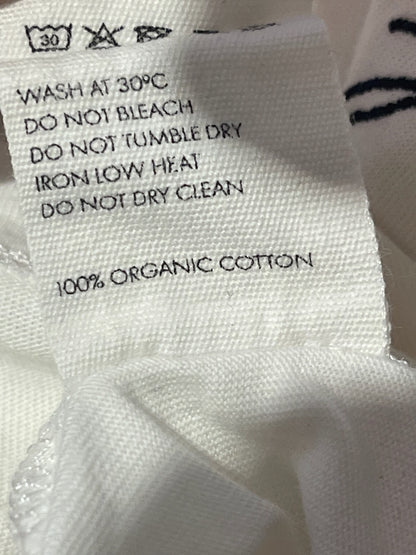 30
WASH AT 30°C
DO NOT BLEACH
DO NOT TUMBLE DRY
IRON LOW HEAT
DO NOT DRY CLEAN
100% ORGANIC COTTON